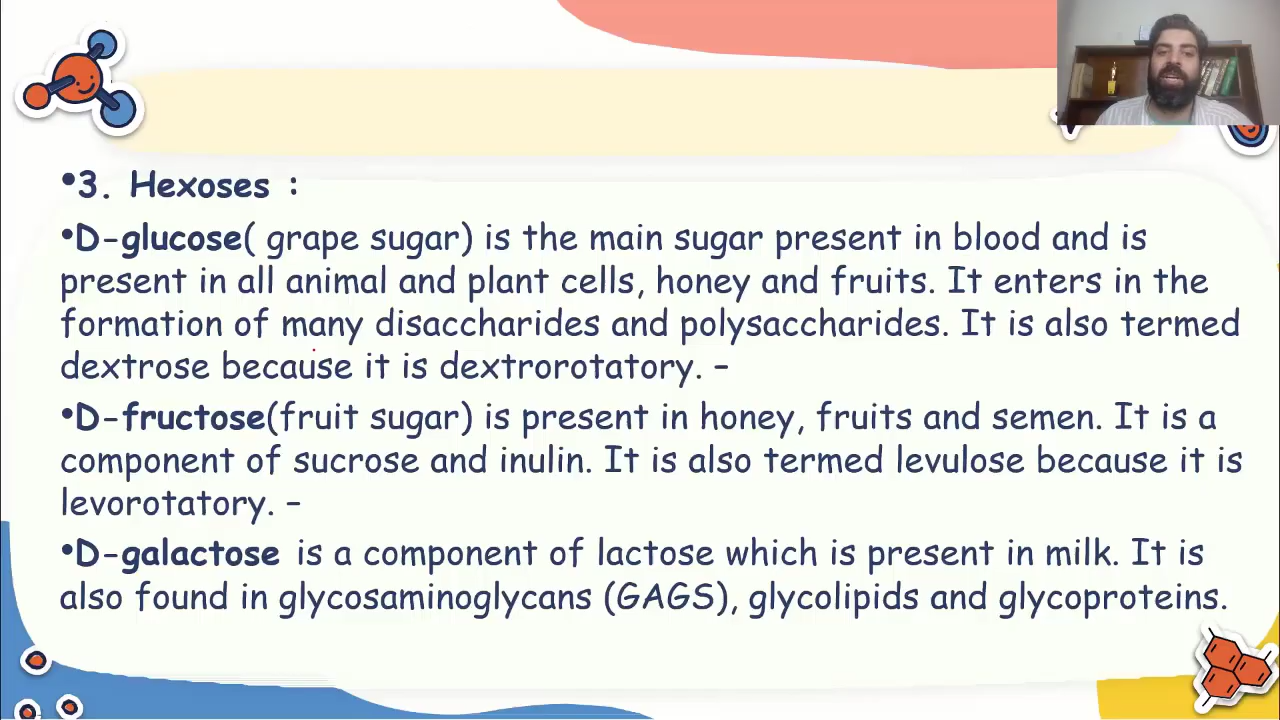 •3. Hexoses :
•D-glucose( grape sugar) is the main sugar present in blood and is
present in all animal and plant cells, honey and fruits. It enters in the
formation of many disaccharides and polysaccharides. It is also termed
dextrose because it is dextrorotatory. –
•D-fructose(fruit sugar) is present in honey, fruits and semen. It is a
component of sucrose and inulin. It is also termed levulose because it is
levorotatory. –
•D-galactose is a component of lactose which is present in milk. It is
also found in glycosaminoglycans (GAGS), glycolipids and glycoproteins.